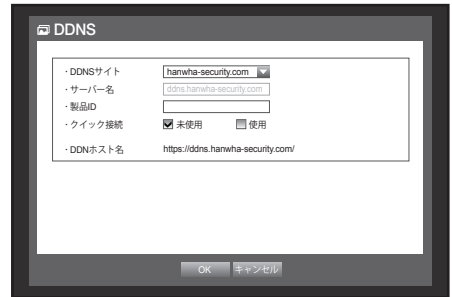 DDNS
・DDNSサイト hanwha-security.com
・サーバー名 ddns.hanwha-security.com
・製品ID
・クイック接続 未使用 使用
・DDNホスト名 https://ddns.hanwha-security.com/
OK キャンセル